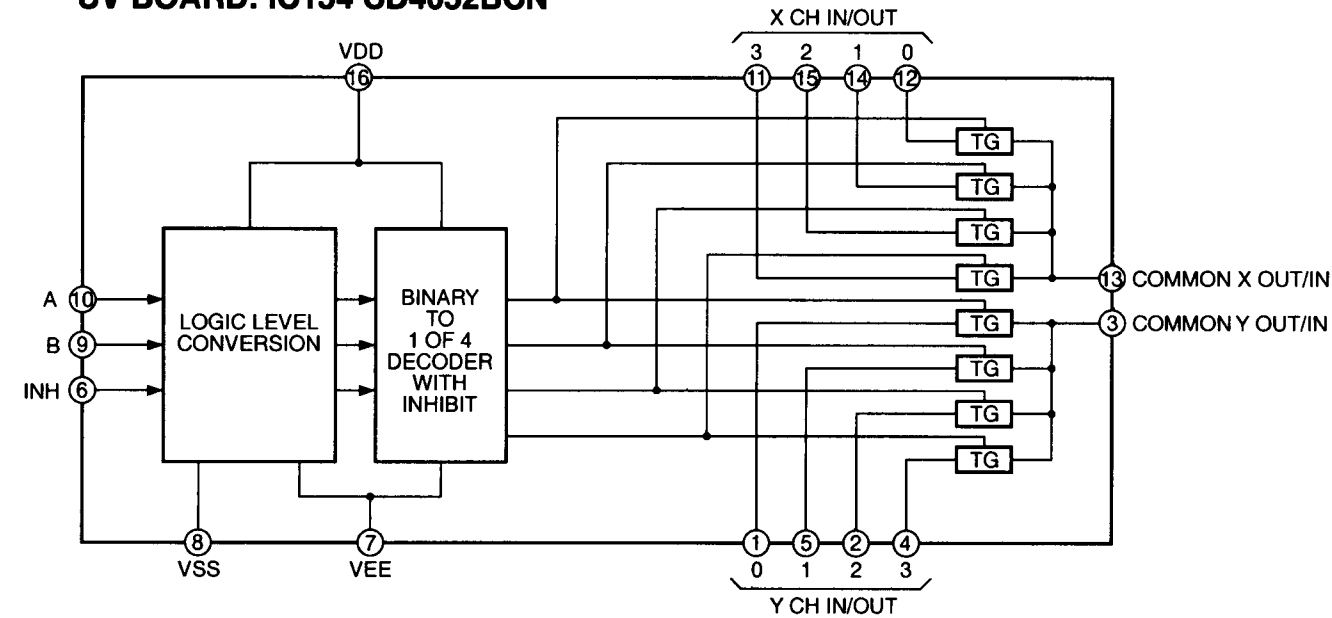 X CH IN/OUT
VDD
3 2 1 0
16
11 15 14 12
TG
TG
TG
TG
13 COMMON X OUT/IN
A 10
B 9
INH 6
LOGIC LEVEL
CONVERSION
BINARY
TO
1 OF 4
DECODER
WITH
INHIBIT
TG
3 COMMON Y OUT/IN
TG
TG
TG
8
VSS
7
VEE
1 5 2 4
0 1 2 3
Y CH IN/OUT